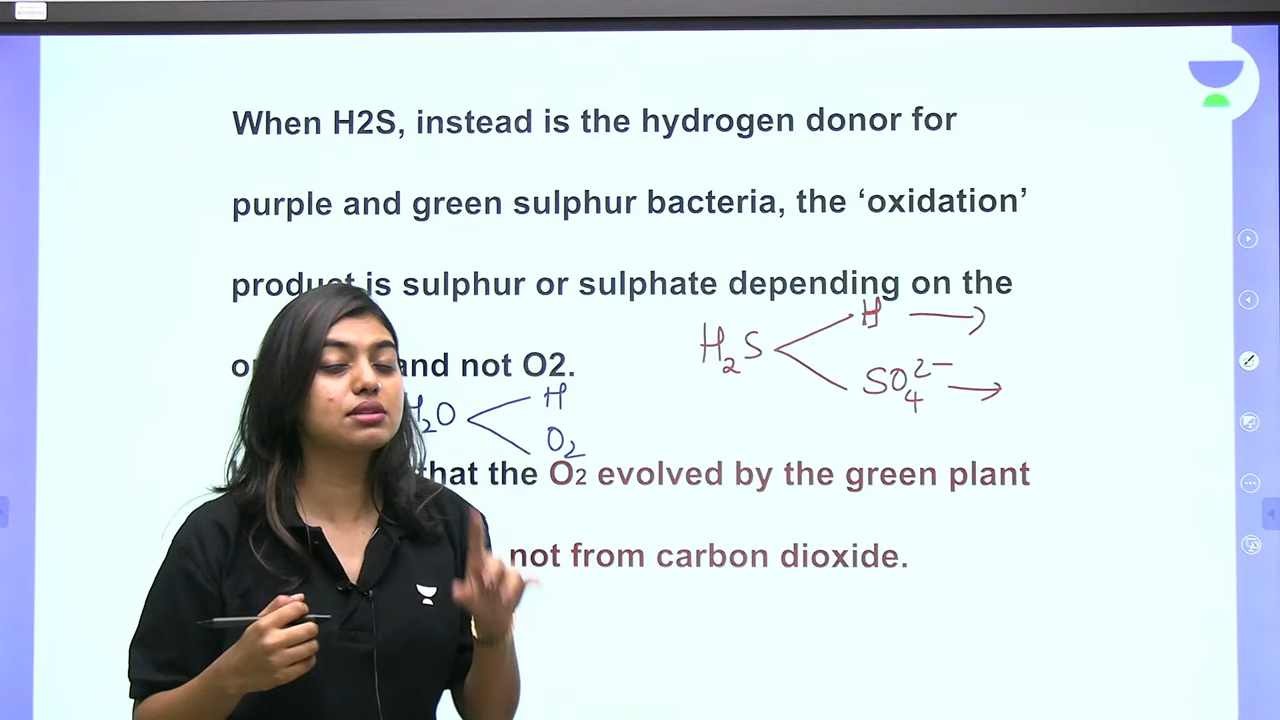 When H2S, instead is the hydrogen donor for
purple and green sulphur bacteria, the ‘oxidation’
product is sulphur or sulphate depending on the
and not O2.
H₂S H →
SO₄²⁻ →
H₂O H
O₂
that the O₂ evolved by the green plant
not from carbon dioxide.